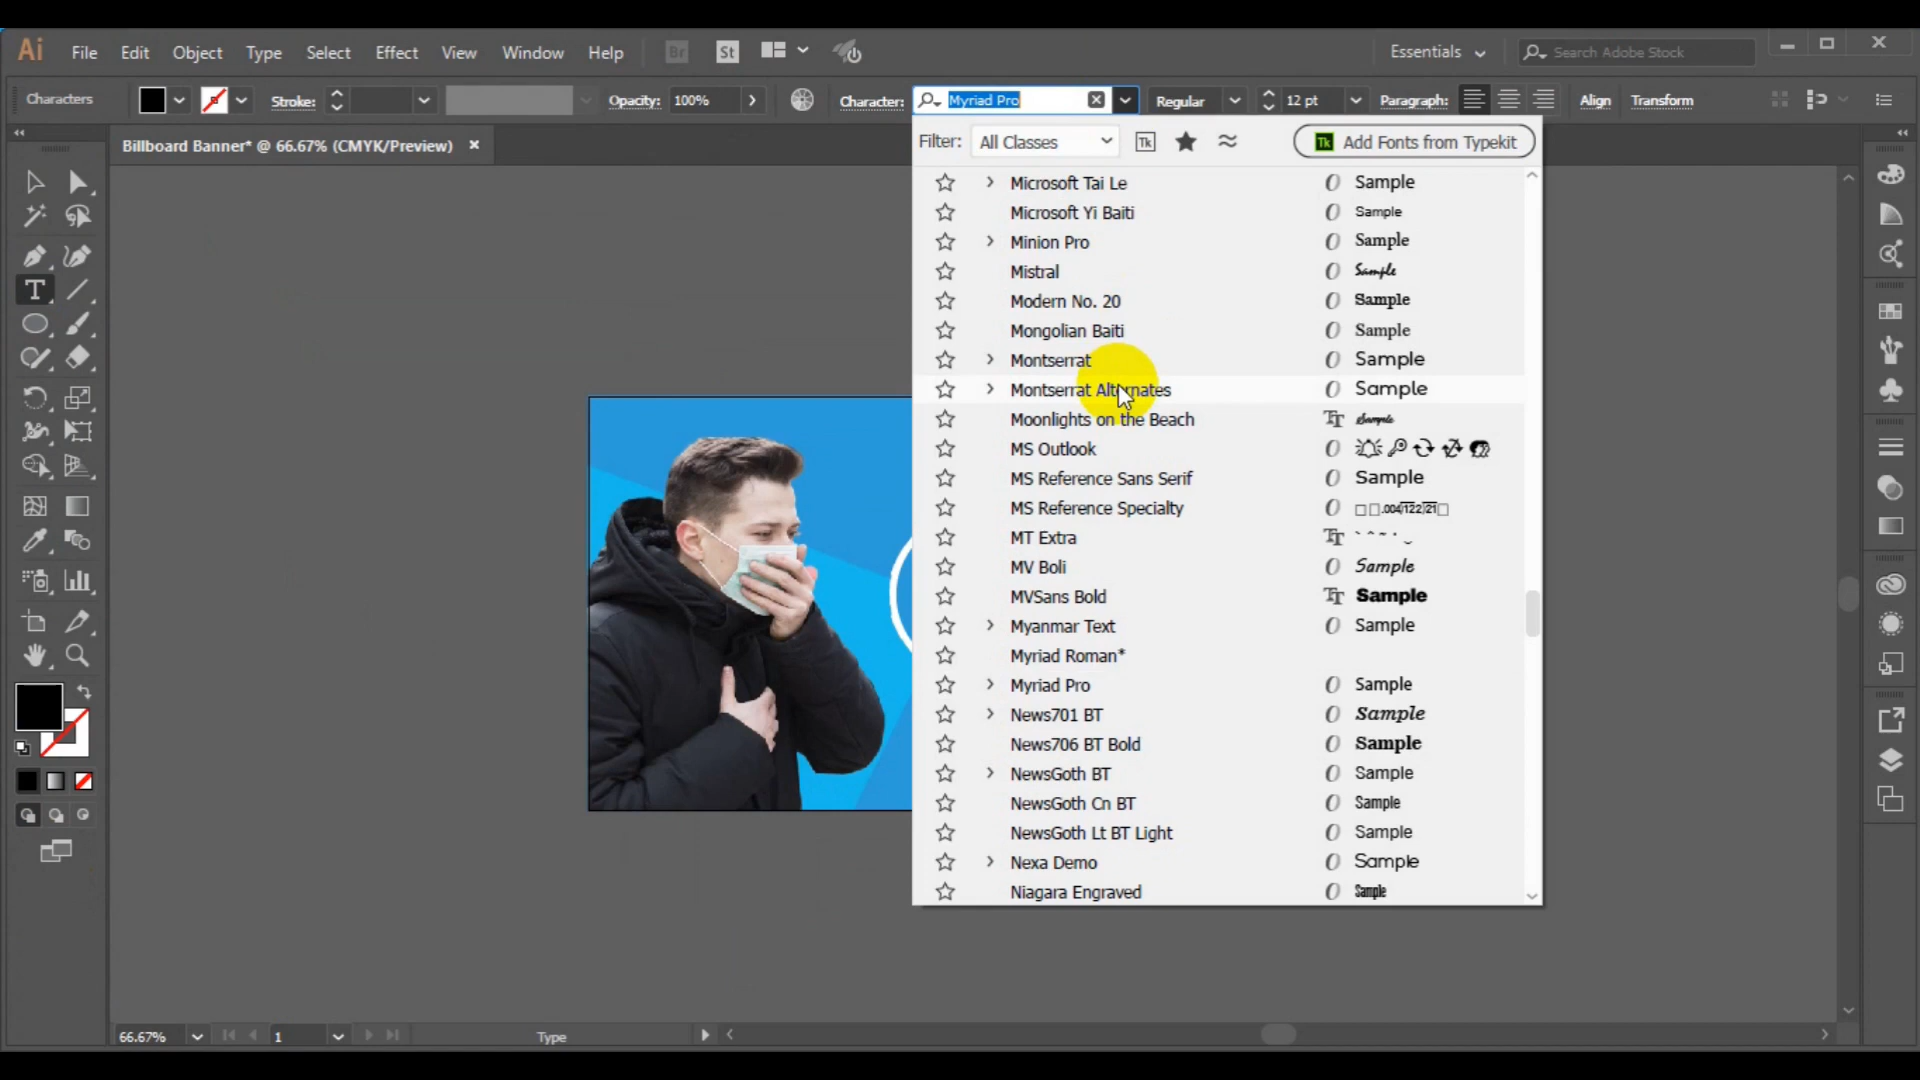 Ai File Edit Object Type Select Effect View Window Help Br St Essentials Search Adobe Stock
Characters Stroke: Opacity: 100% Character: Myriad Pro Regular 12 pt Paragraph: Align Transform
Billboard Banner* @ 66.67% (CMYK/Preview)
Filter: All Classes Tk Tk Add Fonts from Typekit
Microsoft Tai Le Sample
Microsoft Yi Baiti Sample
Minion Pro Sample
Mistral Sample
Modern No. 20 Sample
Mongolian Baiti Sample
Montserrat Sample
Montserrat Alternates Sample
Moonlights on the Beach Sample
MS Outlook
MS Reference Sans Serif Sample
MS Reference Specialty
MT Extra
MV Boli Sample
MVSans Bold Sample
Myanmar Text Sample
Myriad Roman*
Myriad Pro Sample
News701 BT Sample
News706 BT Bold Sample
NewsGoth BT Sample
NewsGoth Cn BT Sample
NewsGoth Lt BT Light Sample
Nexa Demo Sample
Niagara Engraved Sample
66.67% 1 Type